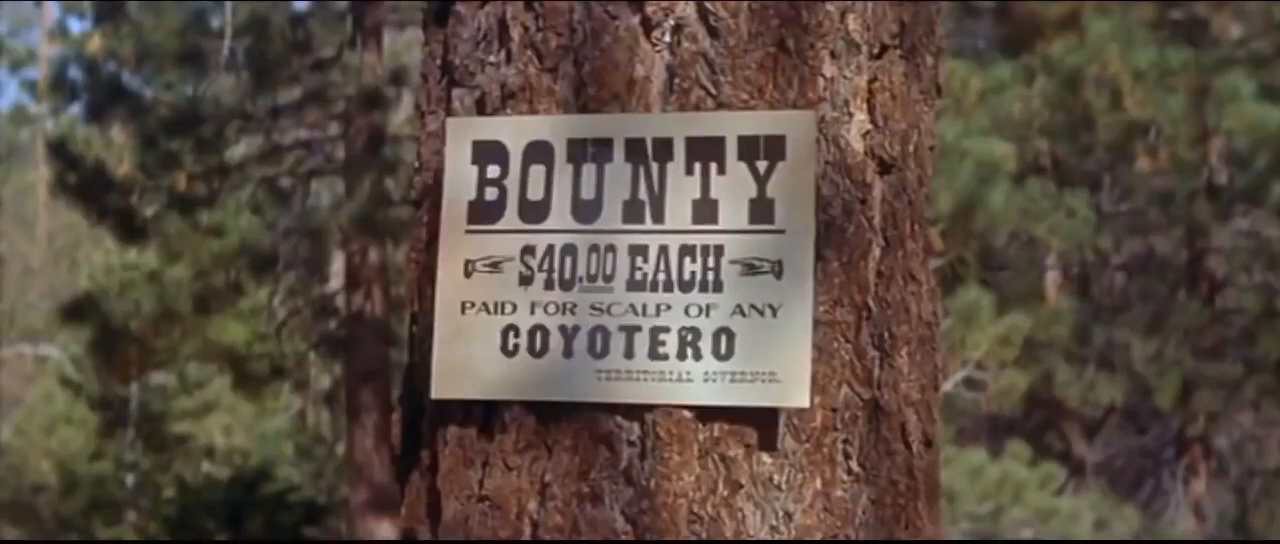 BOUNTY
$40.00 EACH
PAID FOR SCALP OF ANY
COYOTERO
TERRITORIAL GOVERNOR.